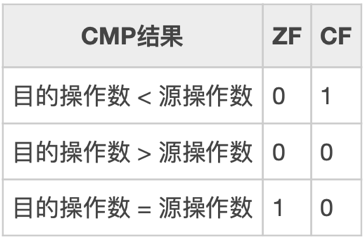 CMP结果 ZF CF
目的操作数 < 源操作数 0 1
目的操作数 > 源操作数 0 0
目的操作数 = 源操作数 1 0